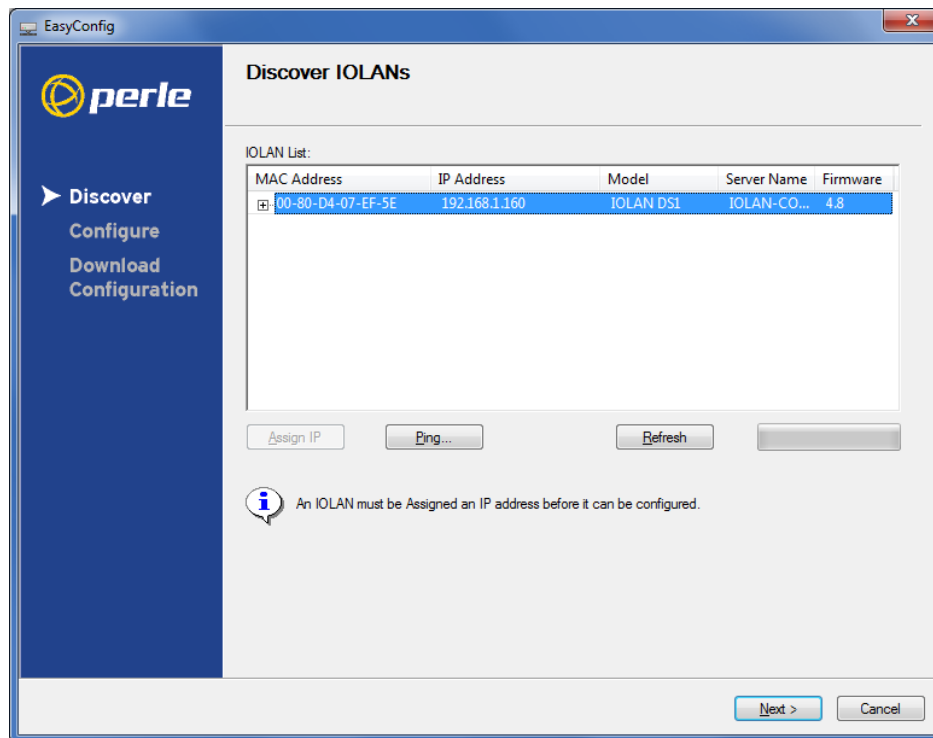 EasyConfig
perle
Discover IOLANs
Discover
Configure
Download
Configuration
IOLAN List:
MAC Address IP Address Model Server Name Firmware
00-80-D4-07-EF-5E 192.168.1.160 IOLAN DS1 IOLAN-CO... 4.8
Assign IP Ping... Refresh
An IOLAN must be Assigned an IP address before it can be configured.
Next > Cancel